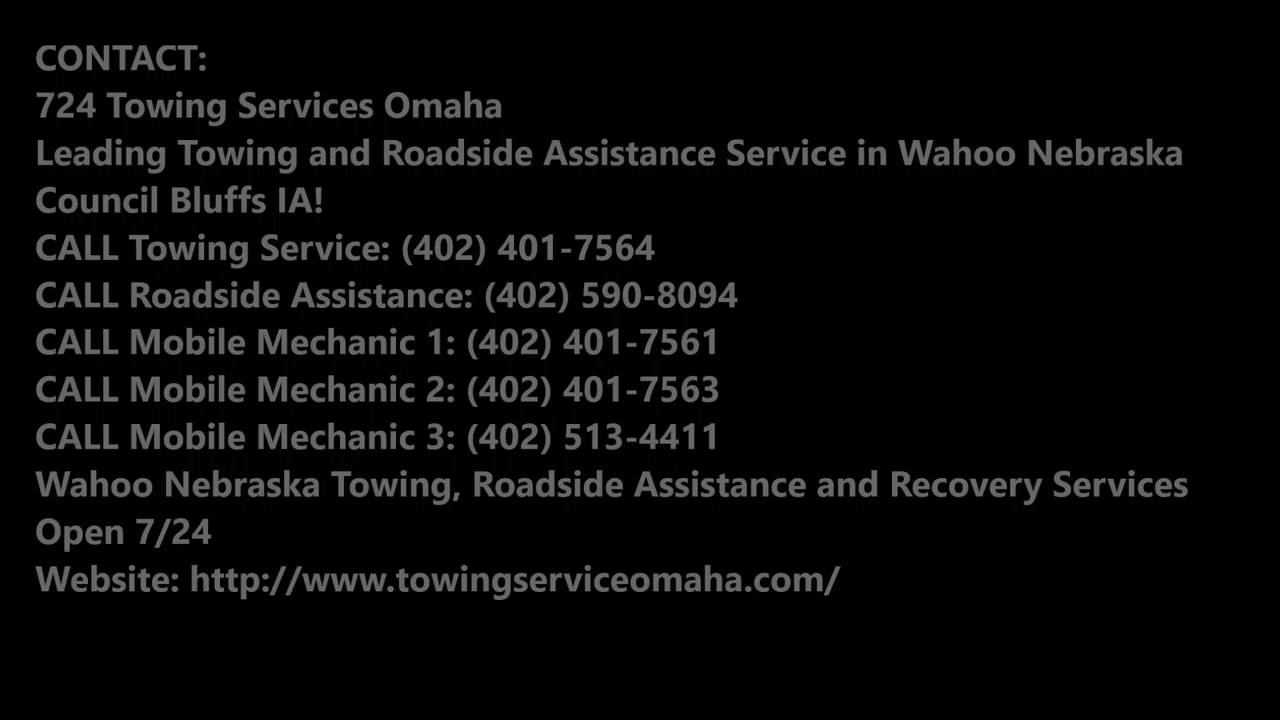 CONTACT:
724 Towing Services Omaha
Leading Towing and Roadside Assistance Service in Wahoo Nebraska
Council Bluffs IA!
CALL Towing Service: (402) 401-7564
CALL Roadside Assistance: (402) 590-8094
CALL Mobile Mechanic 1: (402) 401-7561
CALL Mobile Mechanic 2: (402) 401-7563
CALL Mobile Mechanic 3: (402) 513-4411
Wahoo Nebraska Towing, Roadside Assistance and Recovery Services
Open 7/24
Website: http://www.towingserviceomaha.com/